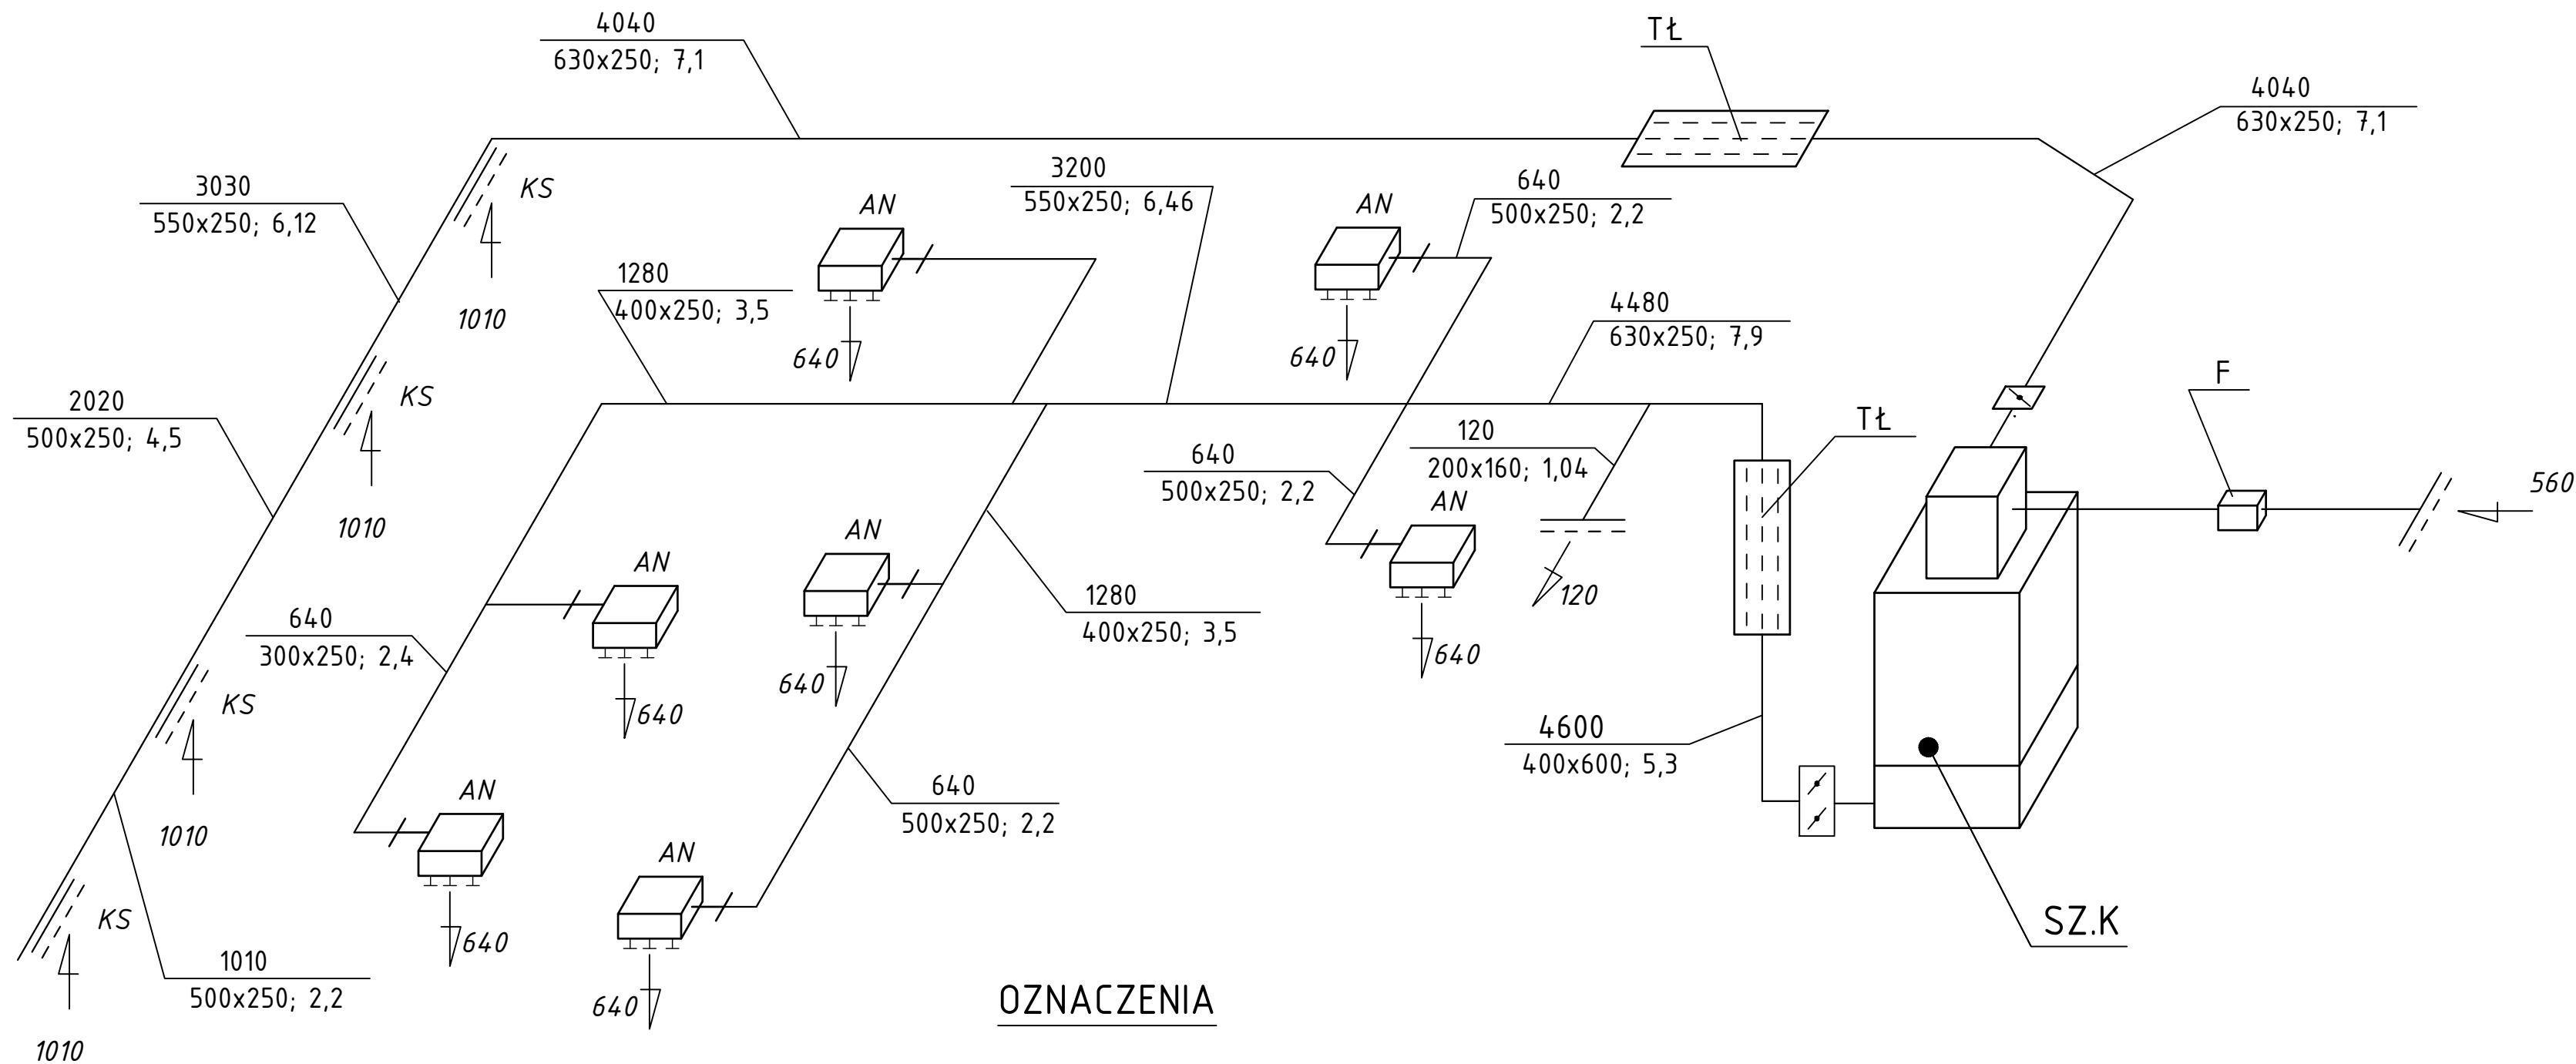 4040
630x250; 7,1
TŁ
4040
630x250; 7,1
3030
550x250; 6,12
KS
1010
AN
3200
550x250; 6,46
AN
640
500x250; 2,2
1280
400x250; 3,5
640
640
4480
630x250; 7,9
F
560
2020
500x250; 4,5
KS
1010
640
500x250; 2,2
120
200x160; 1,04
TŁ
AN
120
640
AN
AN
640
640
1280
400x250; 3,5
640
300x250; 2,4
KS
1010
4600
400x600; 5,3
AN
640
640
500x250; 2,2
AN
640
SZ.K
KS
1010
1010
500x250; 2,2
OZNACZENIA